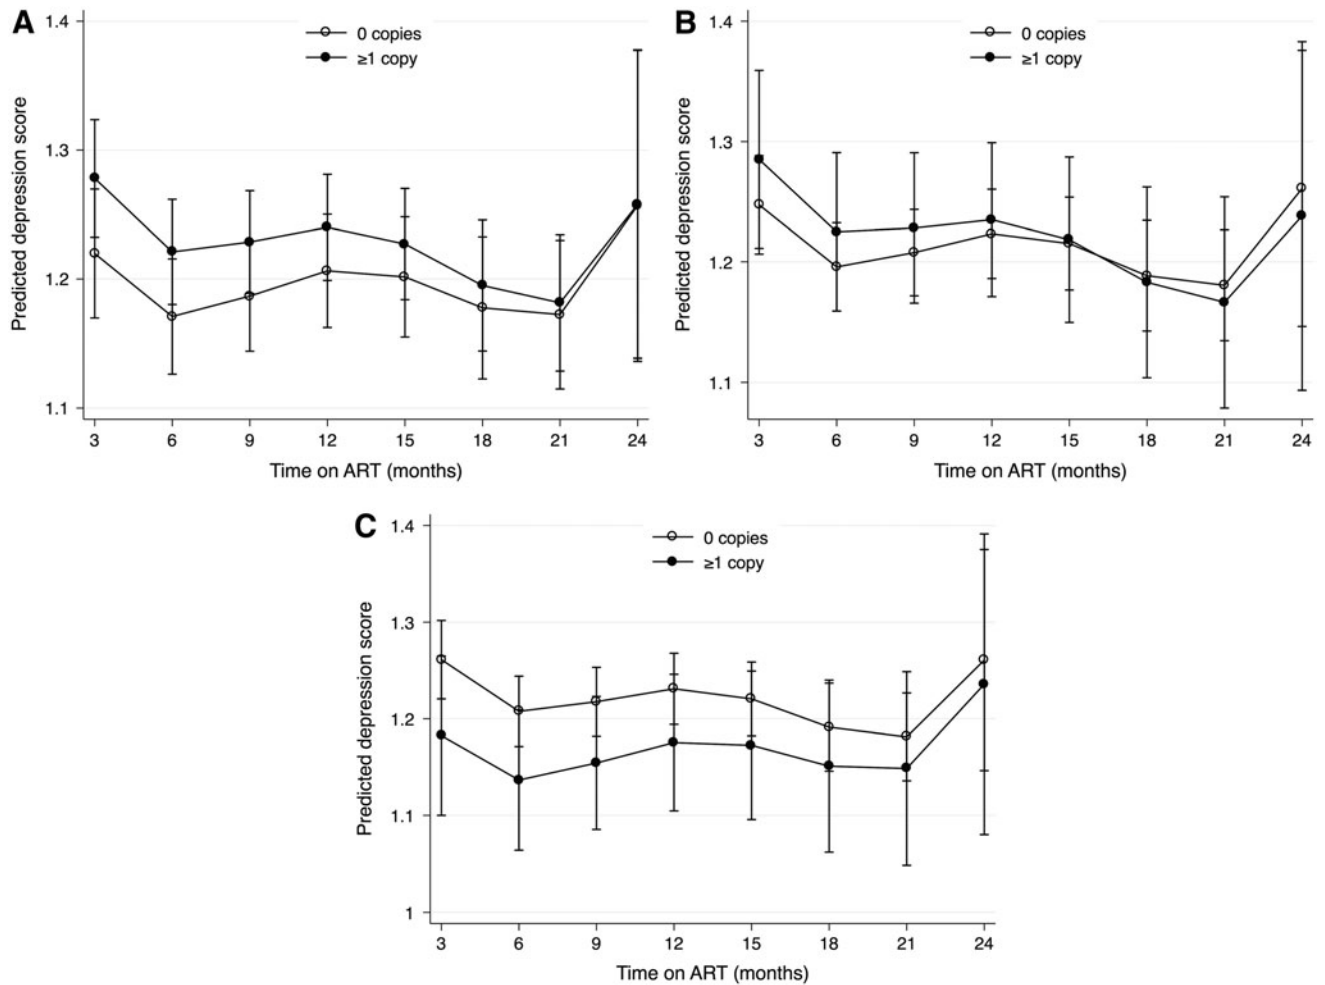 A
0 copies
≥1 copy
Predicted depression score
1.4
1.3
1.2
1.1
3 6 9 12 15 18 21 24
Time on ART (months)
B
0 copies
≥1 copy
Predicted depression score
1.4
1.3
1.2
1.1
3 6 9 12 15 18 21 24
Time on ART (months)
C
0 copies
≥1 copy
Predicted depression score
1.4
1.3
1.2
1.1
1
3 6 9 12 15 18 21 24
Time on ART (months)